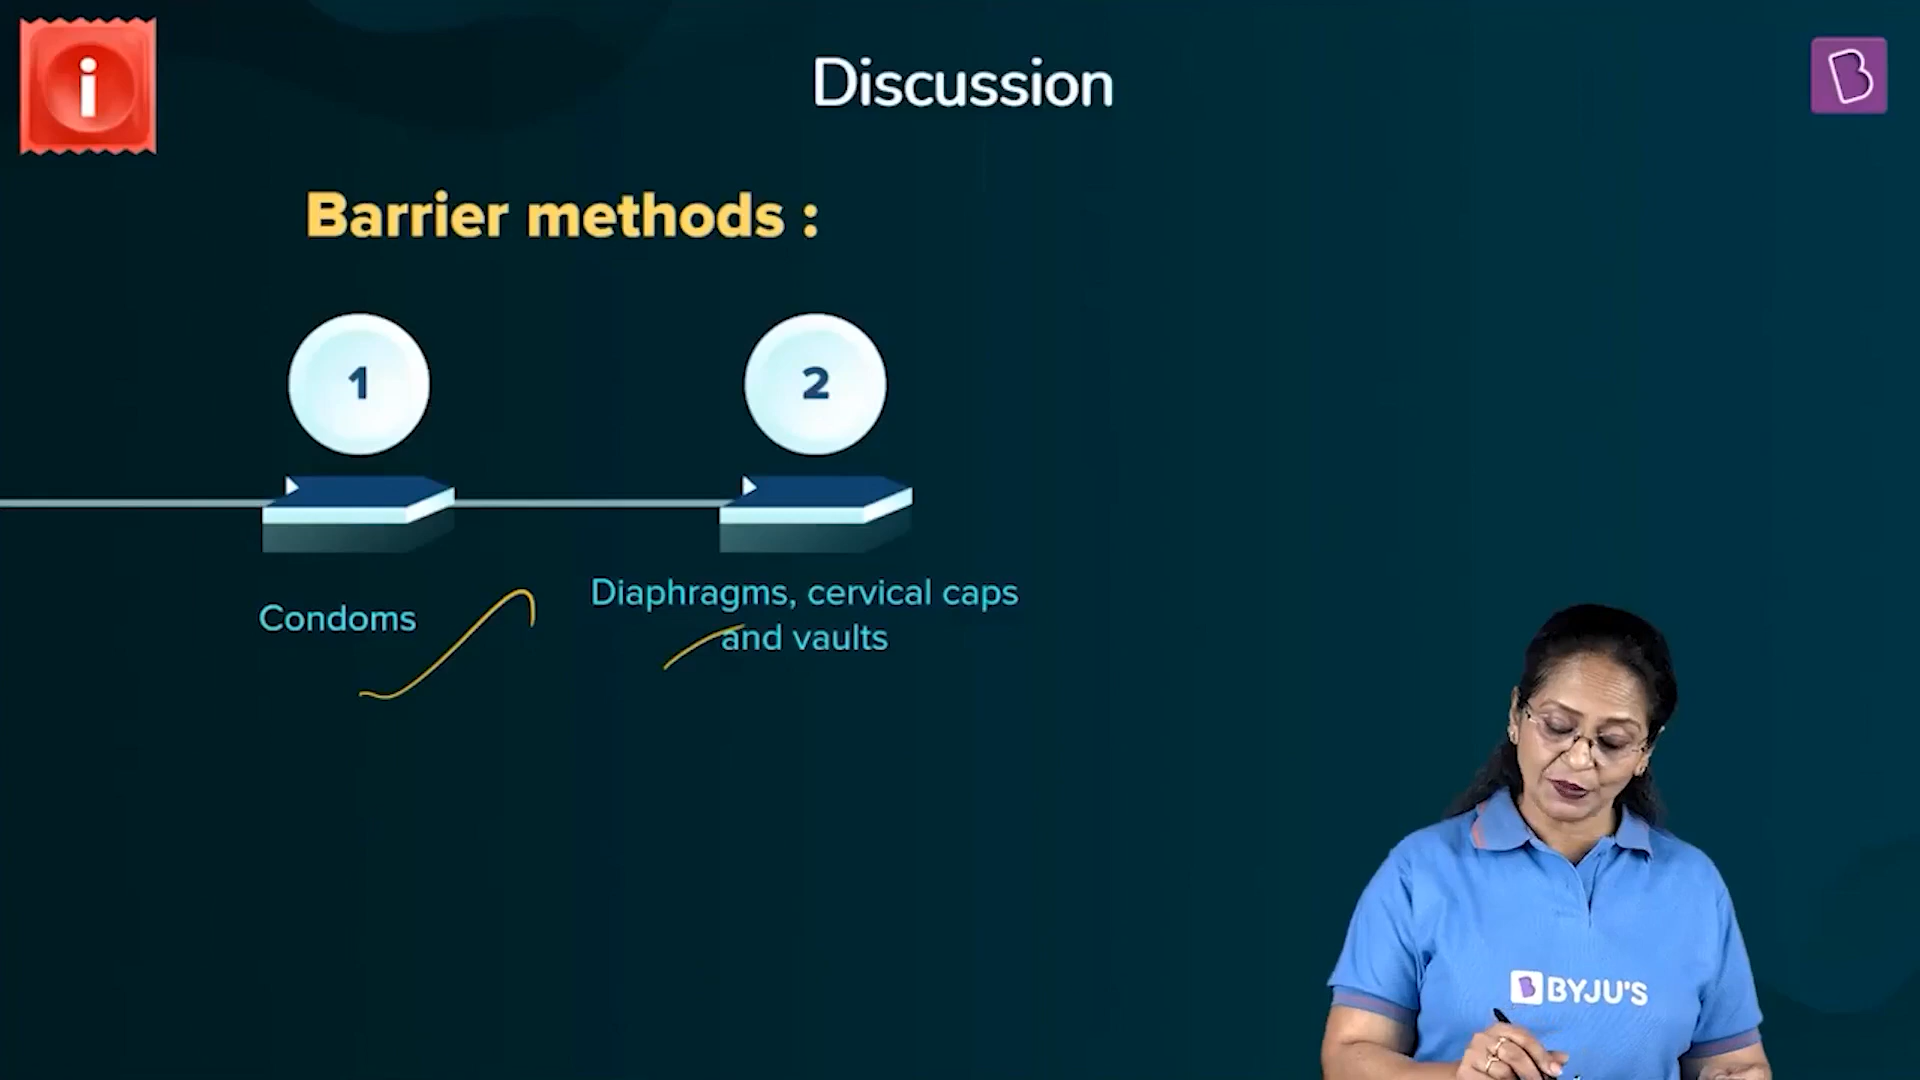 i
Discussion
B
Barrier methods :
1
2
Condoms
Diaphragms, cervical caps
and vaults
B BYJU'S